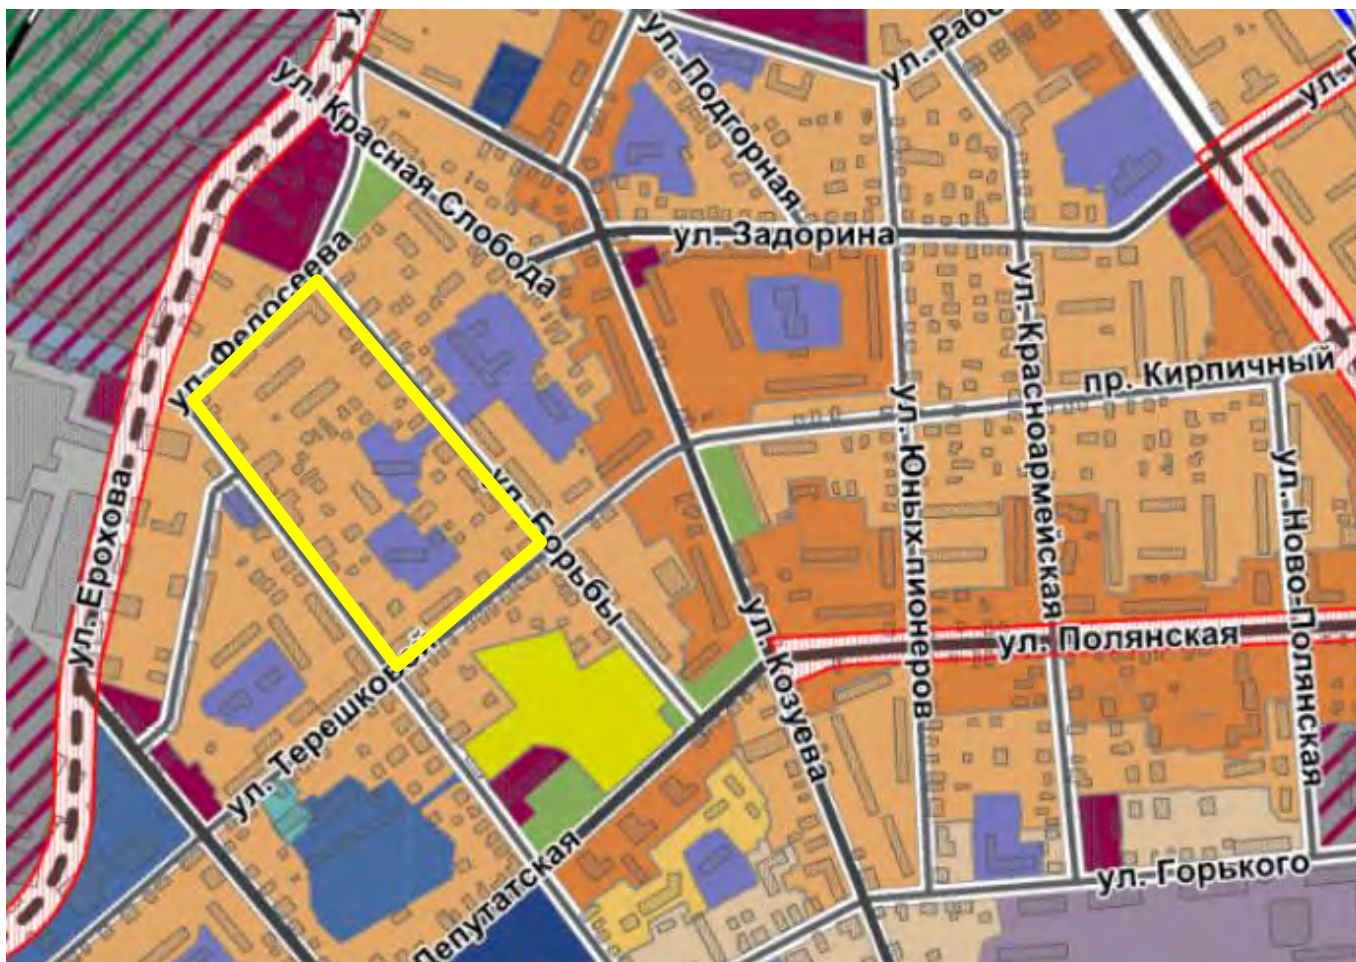 ул. Подгорная
ул. Рабо
ул. Красная Слобода
ул. Задорина
ул. Федосеева
ул. Красноармейская
пр. Кирпичный
ул. Юных пионеров
ул. Борьбы
ул. Ново-Полянская
ул. Ерохова
ул. Козуева
ул. Полянская
ул. Терешковой
ул. Горького
Депутатская